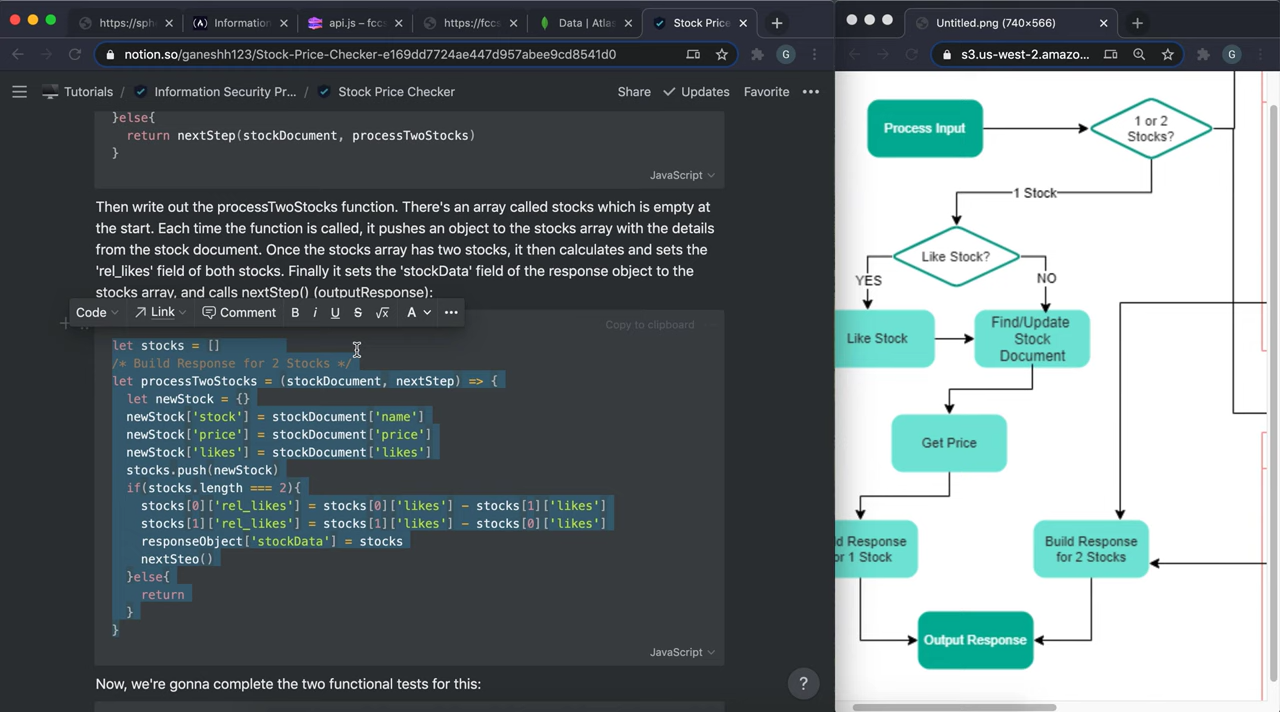 https://sphe
Information
api.js – fccs
https://fccs
Data | Atlas
Stock Price
notion.so/ganeshh123/Stock-Price-Checker-e169dd7724ae447d957abee9cd8541d0
G
Tutorials / Information Security Pr... / Stock Price Checker
Share Updates Favorite
}else{
return nextStep(stockDocument, processTwoStocks)
}
JavaScript
Then write out the processTwoStocks function. There's an array called stocks which is empty at
the start. Each time the function is called, it pushes an object to the stocks array with the details
from the stock document. Once the stocks array has two stocks, it then calculates and sets the
'rel_likes' field of both stocks. Finally it sets the 'stockData' field of the response object to the
stocks array, and calls nextStep() (outputResponse):
Code Link Comment B i U S √x A
Copy to clipboard
let stocks = []
/* Build Response for 2 Stocks */
let processTwoStocks = (stockDocument, nextStep) => {
let newStock = {}
newStock['stock'] = stockDocument['name']
newStock['price'] = stockDocument['price']
newStock['likes'] = stockDocument['likes']
stocks.push(newStock)
if(stocks.length === 2){
stocks[0]['rel_likes'] = stocks[0]['likes'] - stocks[1]['likes']
stocks[1]['rel_likes'] = stocks[1]['likes'] - stocks[0]['likes']
responseObject['stockData'] = stocks
nextSteo()
}else{
return
}
}
JavaScript
Now, we're gonna complete the two functional tests for this:
?
Untitled.png (740×566)
s3.us-west-2.amazo...
G
Process Input
1 or 2
Stocks?
1 Stock
Like Stock?
YES
NO
Like Stock
Find/Update
Stock
Document
Get Price
d Response
or 1 Stock
Build Response
for 2 Stocks
Output Response